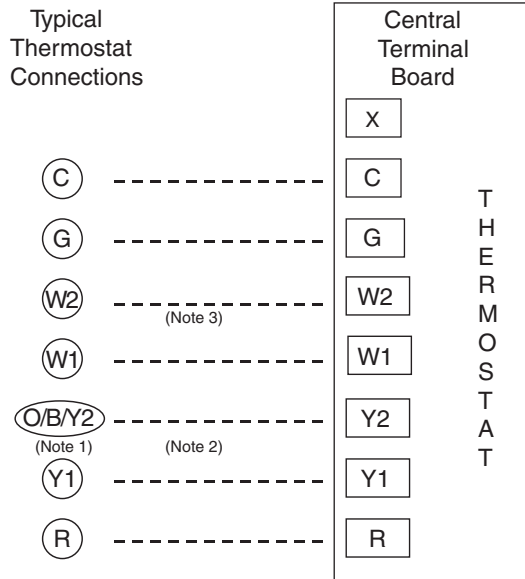 Typical
Thermostat
Connections
Central
Terminal
Board
X
C
C
G
G
W2
W2
(Note 3)
W1
W1
O/B/Y2
Y2
(Note 1)
(Note 2)
Y1
Y1
R
R
THERMOSTAT